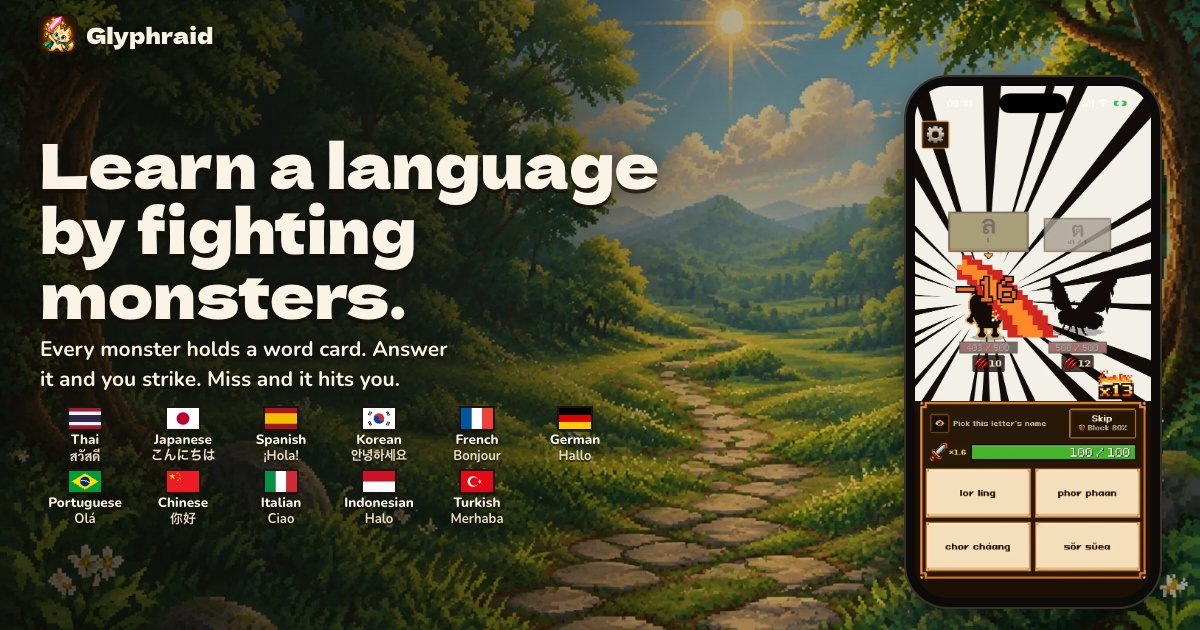 Glyphraid
Learn a language
by fighting
monsters.
Every monster holds a word card. Answer
it and you strike. Miss and it hits you.
Thai Japanese Spanish Korean French German
สวัสดี こんにちは ¡Hola! 안녕하세요 Bonjour Hallo
Portuguese Chinese Italian Indonesian Turkish
Olá 你好 Ciao Halo Merhaba
09:41
ล ต
-16
10 12
x13
Pick this letter's name
Skip
Block 80%
×1.6 100 / 100
lor ling phor phaan
chor cháang sŏr sŭea